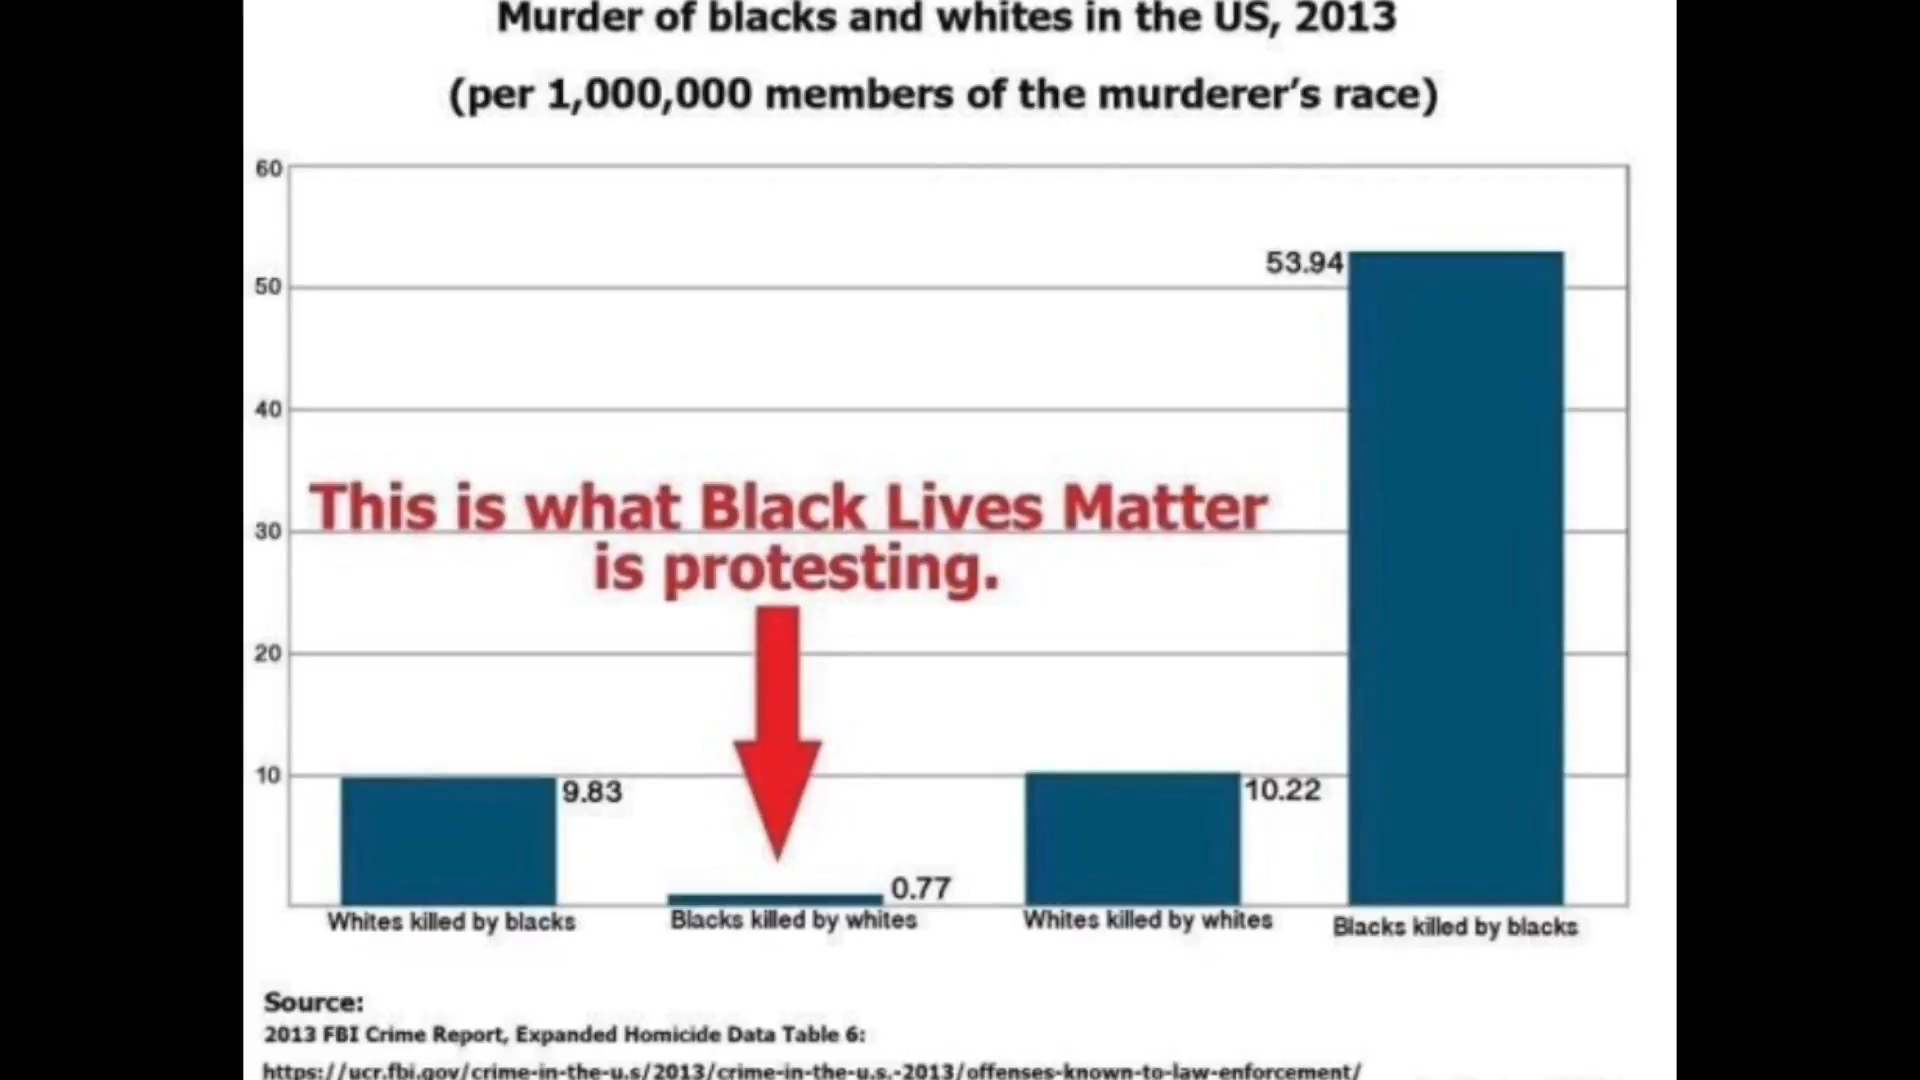 Murder of blacks and whites in the US, 2013
(per 1,000,000 members of the murderer's race)
60
50
40
30
20
10
53.94
This is what Black Lives Matter
is protesting.
9.83
0.77
10.22
Whites killed by blacks
Blacks killed by whites
Whites killed by whites
Blacks killed by blacks
Source:
2013 FBI Crime Report, Expanded Homicide Data Table 6:
https://ucr.fbi.gov/crime-in-the-u.s/2013/crime-in-the-u.s.-2013/offenses-known-to-law-enforcement/